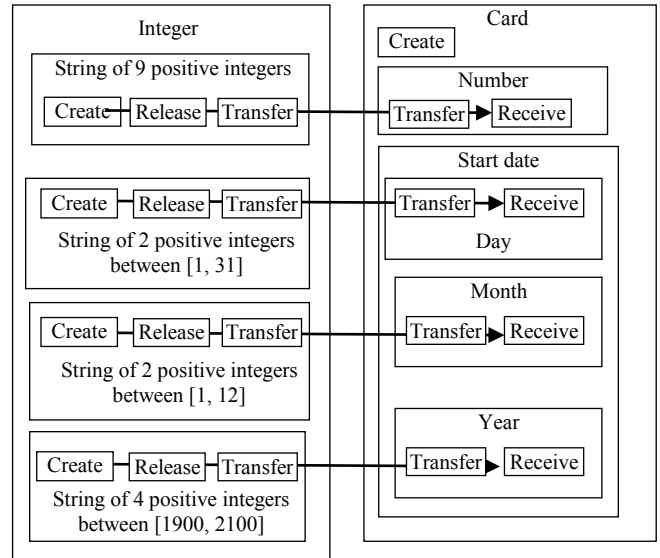 Integer
String of 9 positive integers
Create Release Transfer
Create Release Transfer
String of 2 positive integers
between [1, 31]
Create Release Transfer
String of 2 positive integers
between [1, 12]
Create Release Transfer
String of 4 positive integers
between [1900, 2100]
Card
Create
Number
Transfer Receive
Start date
Transfer Receive
Day
Month
Transfer Receive
Year
Transfer Receive